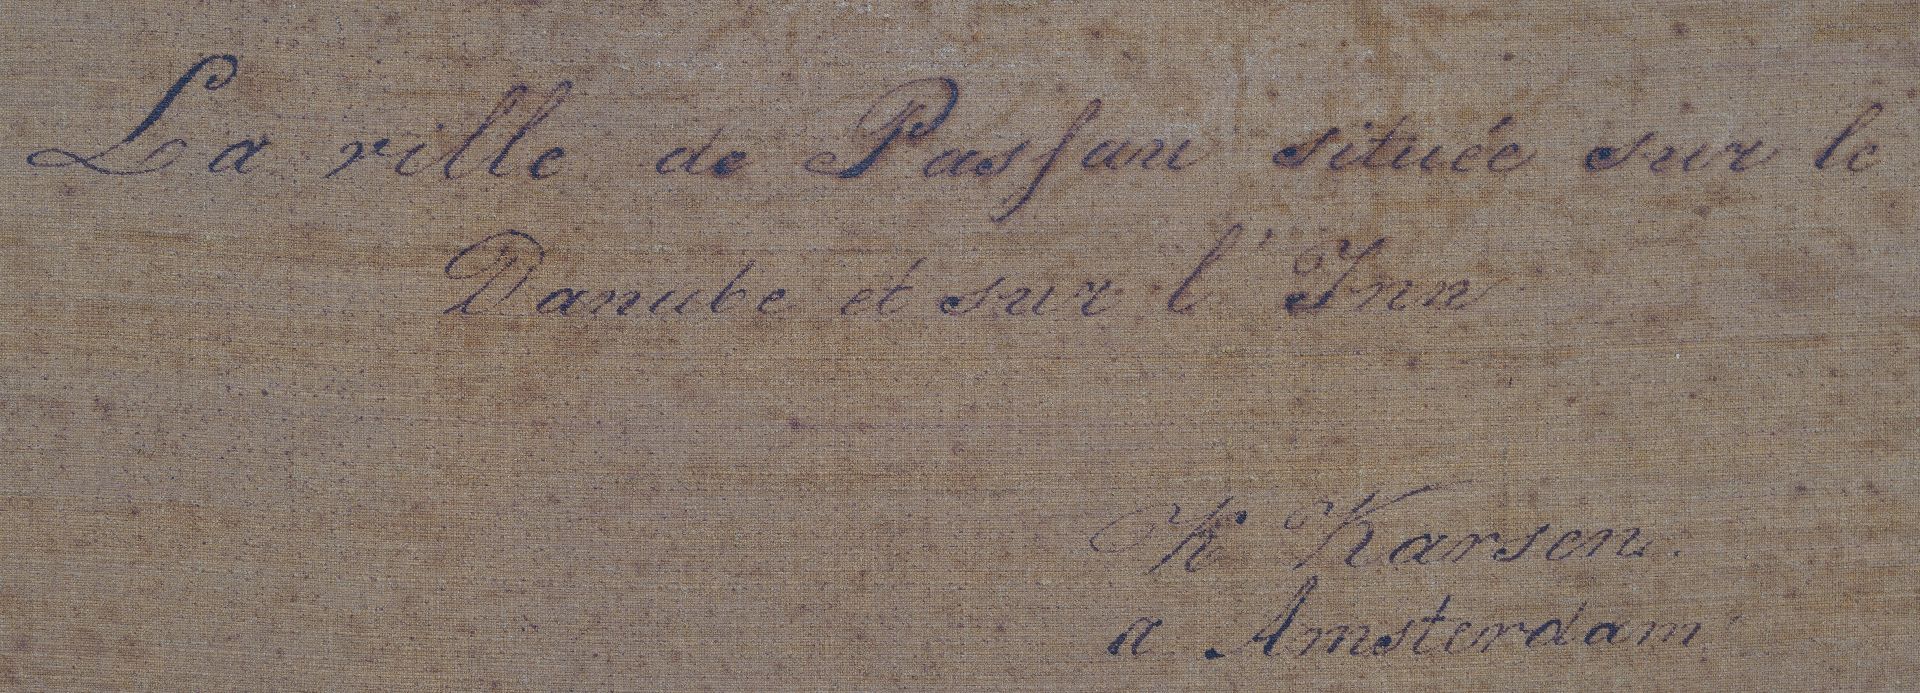 La ville de Pasſau située sur le
Danube et sur l'Inn
K Karsen.
a Amsterdam